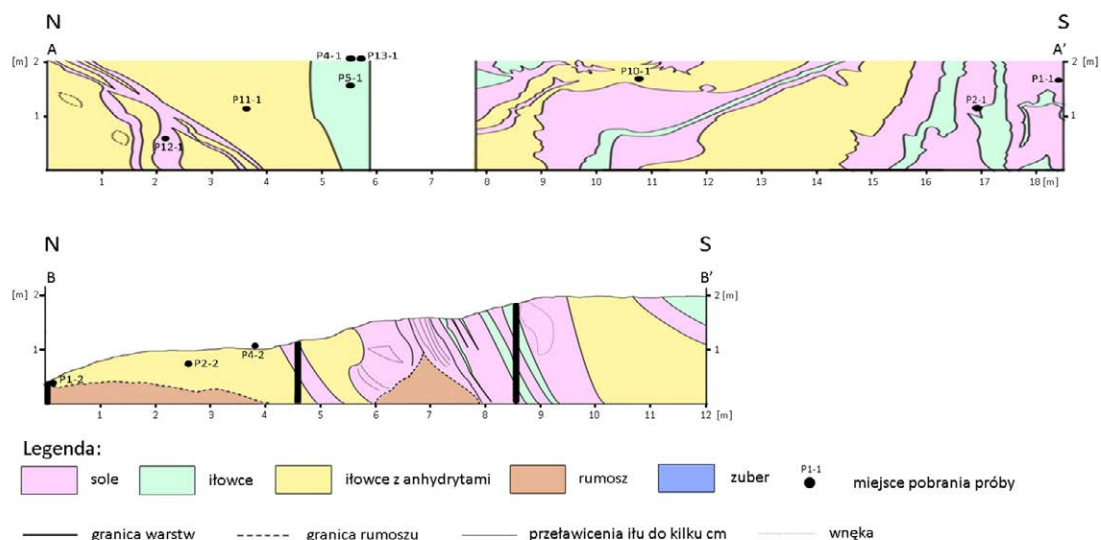 N S
A A'
[m] 2 P4-1 P13-1 2 [m]
P5-1 P10-1 P1-1
P11-1 P2-1
1 1
P12-1
1 2 3 4 5 6 7 8 9 10 11 12 13 14 15 16 17 18 [m]
N S
B B'
[m] 2 2 [m]
1 P4-2 1
P2-2
P1-2
1 2 3 4 5 6 7 8 9 10 11 12 [m]
Legenda:
P1-1
sole iłowce iłowce z anhydrytami rumosz zuber miejsce pobrania próby
granica warstw granica rumoszu przeławicenia iłu do kilku cm wnęka